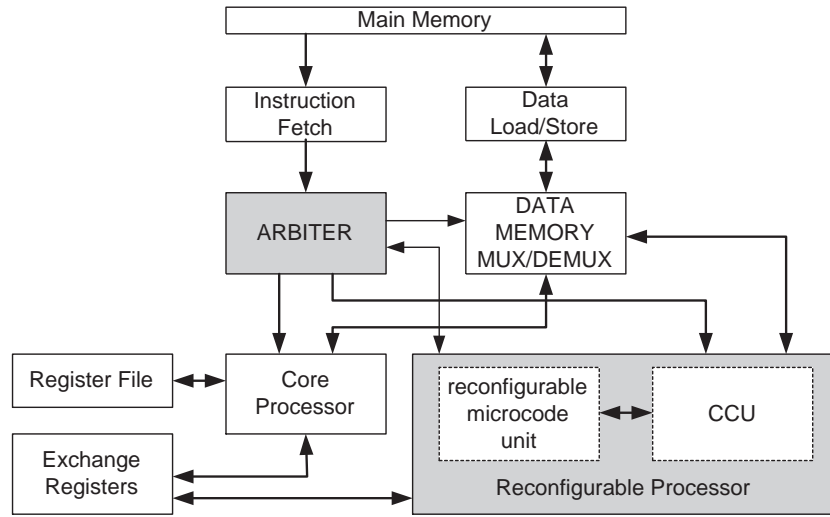 Main Memory
Instruction
Fetch
Data
Load/Store
ARBITER
DATA
MEMORY
MUX/DEMUX
Register File
Core
Processor
reconfigurable
microcode
unit
CCU
Exchange
Registers
Reconfigurable Processor